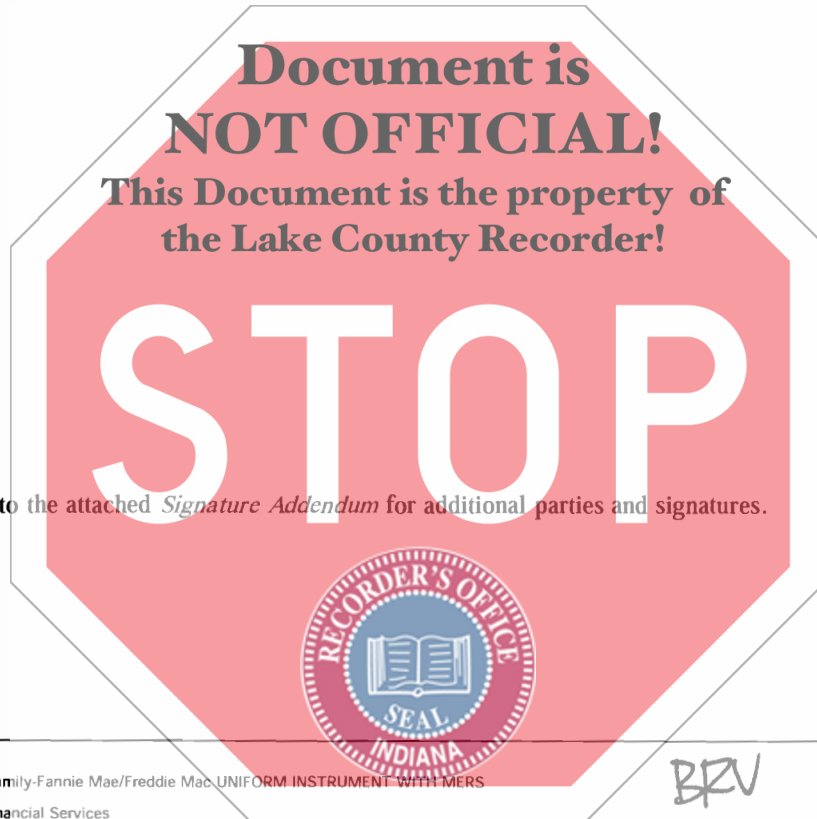 Document is
NOT OFFICIAL!
This Document is the property of
the Lake County Recorder!
STOP
to the attached Signature Addendum for additional parties and signatures.
RECORDER'S OFFICE
SEAL
INDIANA
mily-Fannie Mae/Freddie Mac UNIFORM INSTRUMENT WITH MERS
BRV
ancial Services